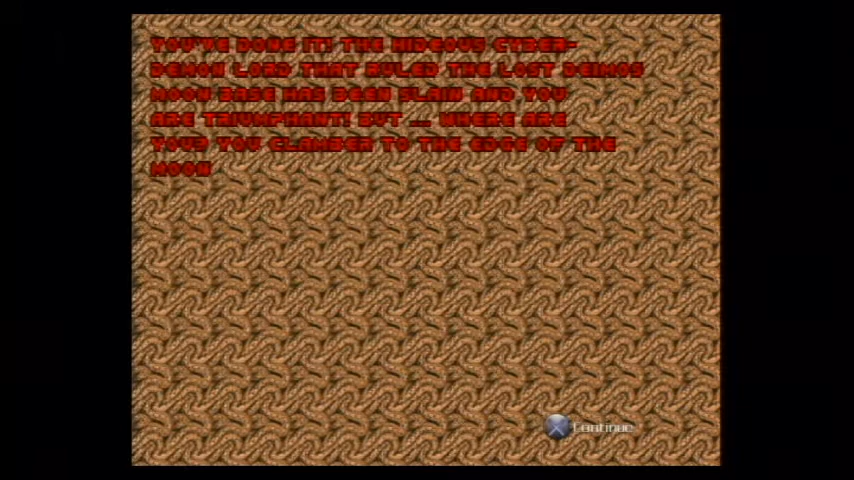 YOU'VE DONE IT! THE HIDEOUS CYBER-
DEMON LORD THAT RULED THE LOST DEIMOS
MOON BASE HAS BEEN SLAIN AND YOU
ARE TRIUMPHANT! BUT ... WHERE ARE
YOU? YOU CLAMBER TO THE EDGE OF THE
MOON
Continue